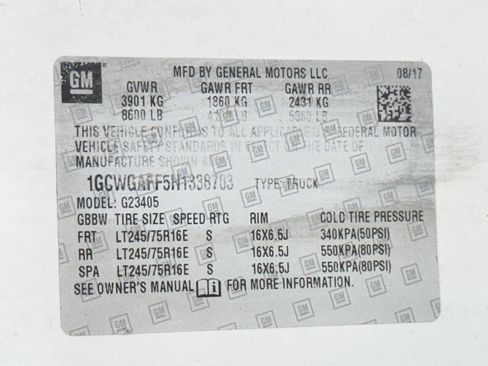 GM
MFD BY GENERAL MOTORS LLC 08/17
GVWR GAWR FRT GAWR RR
3901 KG 1860 KG 2431 KG
8600 LB 4100 LB 5360 LB
THIS VEHICLE CONFORMS TO ALL APPLICABLE FEDERAL MOTOR
VEHICLE SAFETY STANDARDS IN EFFECT ON THE DATE OF
MANUFACTURE SHOWN ABOVE.
TYPE: TRUCK
MODEL: G23405
GBBW TIRE SIZE SPEED RTG RIM COLD TIRE PRESSURE
FRT LT245/75R16E S 16X6.5J 340KPA(50PSI)
RR LT245/75R16E S 16X6.5J 550KPA(80PSI)
SPA LT245/75R16E S 16X6.5J 550KPA(80PSI)
SEE OWNER'S MANUAL FOR MORE INFORMATION.